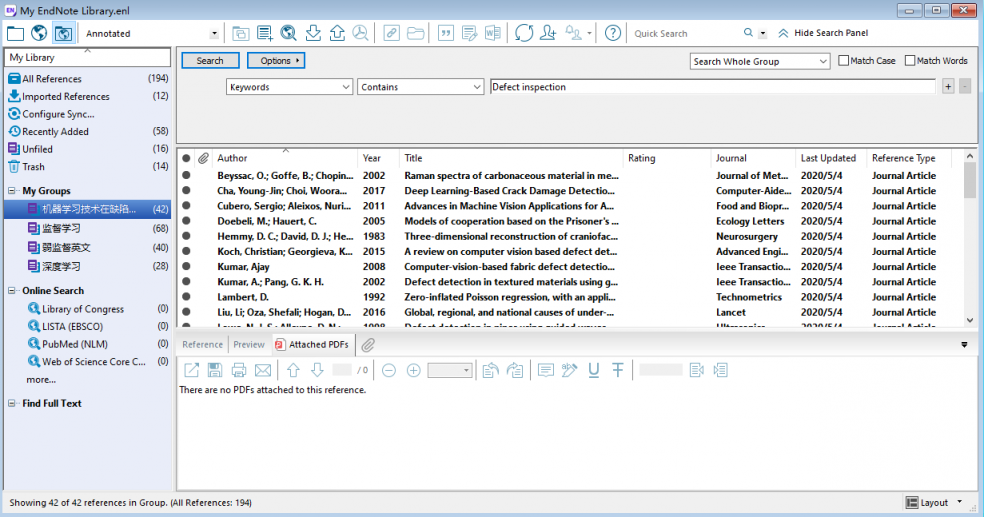 My EndNote Library.enl
Annotated
Quick Search
Hide Search Panel
My Library
All References (194)
Imported References (12)
Configure Sync...
Recently Added (58)
Unfiled (16)
Trash (14)
My Groups
机器学习技术在缺陷... (42)
监督学习 (68)
弱监督英文 (40)
深度学习 (28)
Online Search
Library of Congress (0)
LISTA (EBSCO) (0)
PubMed (NLM) (0)
Web of Science Core C... (0)
more...
Find Full Text
Search Options Search Whole Group Match Case Match Words
Keywords Contains Defect inspection + -
Author Year Title Rating Journal Last Updated Reference Type
Beyssac, O.; Goffe, B.; Chopin... 2002 Raman spectra of carbonaceous material in me... Journal of Met... 2020/5/4 Journal Article
Cha, Young-Jin; Choi, Woora... 2017 Deep Learning-Based Crack Damage Detectio... Computer-Aide... 2020/5/4 Journal Article
Cubero, Sergio; Aleixos, Nuri... 2011 Advances in Machine Vision Applications for A... Food and Biopr... 2020/5/4 Journal Article
Doebeli, M.; Hauert, C. 2005 Models of cooperation based on the Prisoner's ... Ecology Letters 2020/5/4 Journal Article
Hemmy, D. C.; David, D. J.; He... 1983 Three-dimensional reconstruction of craniofac... Neurosurgery 2020/5/4 Journal Article
Koch, Christian; Georgieva, K... 2015 A review on computer vision based defect det... Advanced Engi... 2020/5/4 Journal Article
Kumar, Ajay 2008 Computer-vision-based fabric defect detectio... Ieee Transactio... 2020/5/4 Journal Article
Kumar, A.; Pang, G. K. H. 2002 Defect detection in textured materials using g... Ieee Transactio... 2020/5/4 Journal Article
Lambert, D. 1992 Zero-inflated Poisson regression, with an appli... Technometrics 2020/5/4 Journal Article
Liu, Li; Oza, Shefali; Hogan, D... 2016 Global, regional, and national causes of under-... Lancet 2020/5/4 Journal Article
1998 Defect detection in pipes using guided waves Ultrasonics 2020/5/4 Journal Article
Reference Preview Attached PDFs
/ 0
There are no PDFs attached to this reference.
Showing 42 of 42 references in Group. (All References: 194)
Layout